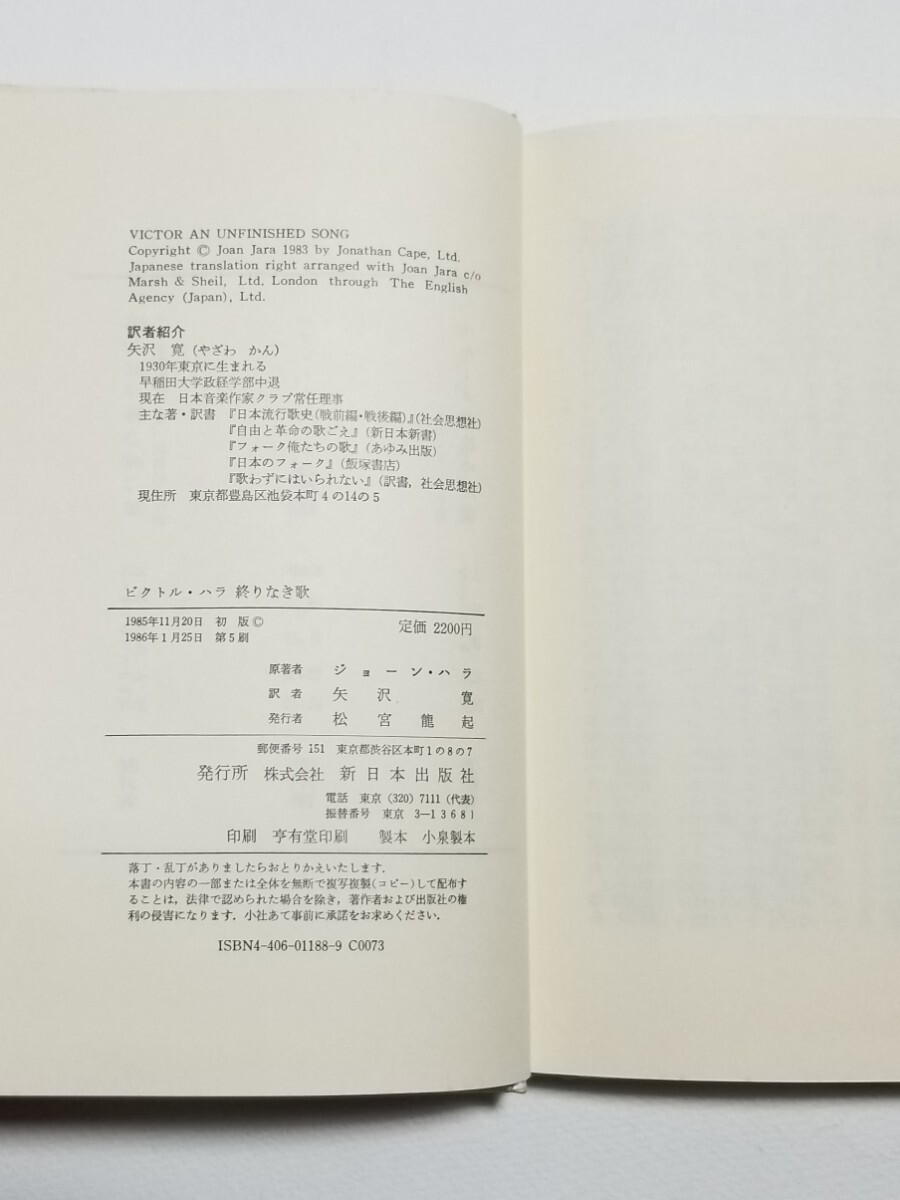 VICTOR AN UNFINISHED SONG
Copyright © Joan Jara 1983 by Jonathan Cape, Ltd.
Japanese translation right arranged with Joan Jara c/o
Marsh & Sheil, Ltd. London through The English
Agency (Japan), Ltd.
訳者紹介
矢沢 寛(やざわ かん)
1930年東京に生まれる
早稲田大学政経学部中退
現在 日本音楽作家クラブ常任理事
主な著・訳書 『日本流行歌史(戦前編・戦後編)』(社会思想社)
『自由と革命の歌ごえ』(新日本新書)
『フォーク俺たちの歌』(あゆみ出版)
『日本のフォーク』(飯塚書店)
『歌わずにはいられない』(訳書,社会思想社)
現住所 東京都豊島区池袋本町4の14の5
ビクトル・ハラ 終りなき歌
1985年11月20日 初版©
1986年1月25日 第5刷
定価 2200円
原著者 ジョーン・ハラ
訳者 矢沢 寛
発行者 松宮龍起
郵便番号 151 東京都渋谷区本町1の8の7
発行所 株式会社 新日本出版社
電話 東京(320)7111(代表)
振替番号 東京 3―13681
印刷 亨有堂印刷 製本 小泉製本
落丁・乱丁がありましたらおとりかえいたします.
本書の内容の一部または全体を無断で複写複製(コピー)して配布す
ることは,法律で認められた場合を除き,著作者および出版社の権
利の侵害になります.小社あて事前に承諾をお求めください.
ISBN4-406-01188-9 C0073